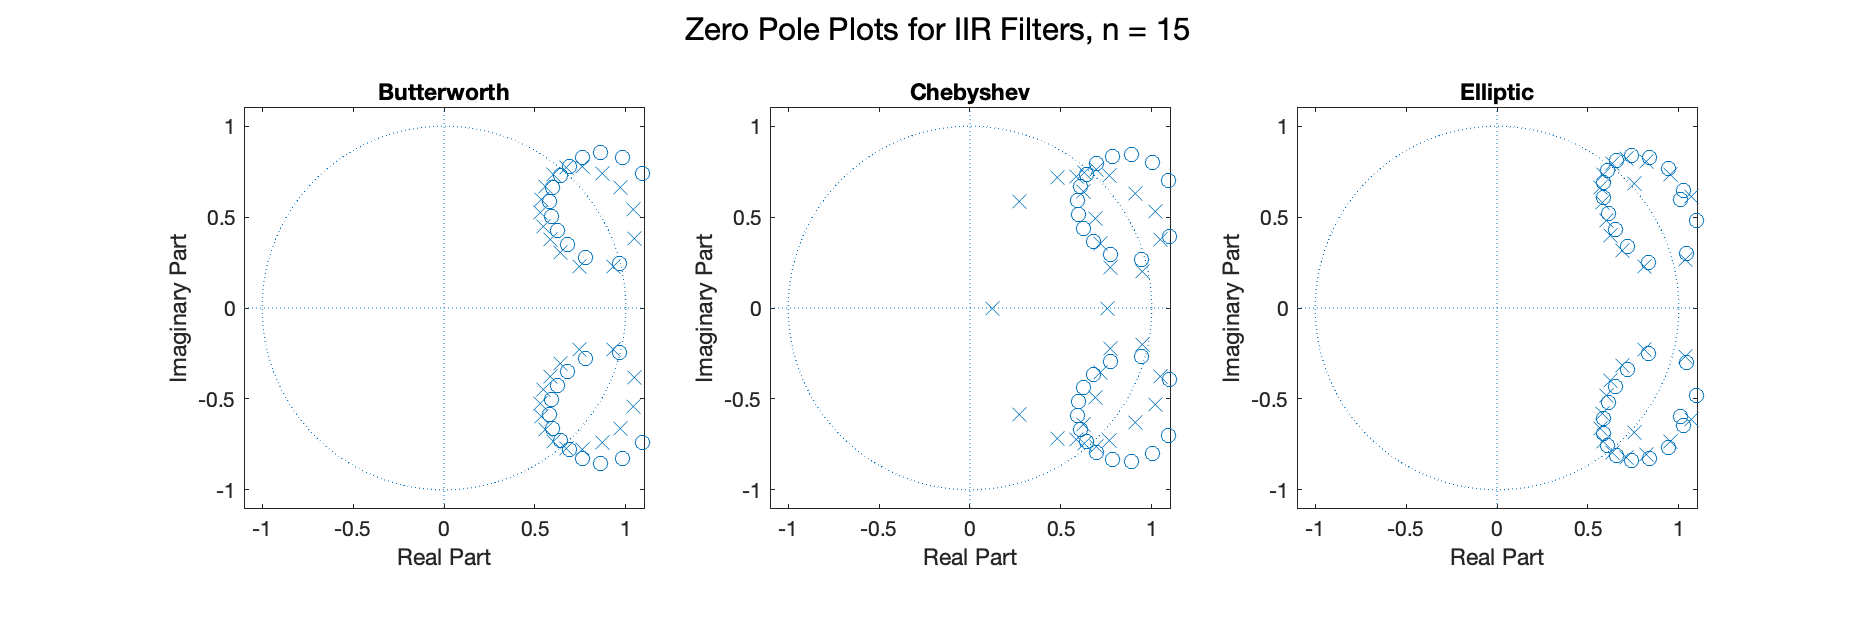 Zero Pole Plots for IIR Filters, n = 15
Butterworth
Imaginary Part
1
0.5
0
-0.5
-1
-1 -0.5 0 0.5 1
Real Part
Chebyshev
Imaginary Part
1
0.5
0
-0.5
-1
-1 -0.5 0 0.5 1
Real Part
Elliptic
Imaginary Part
1
0.5
0
-0.5
-1
-1 -0.5 0 0.5 1
Real Part